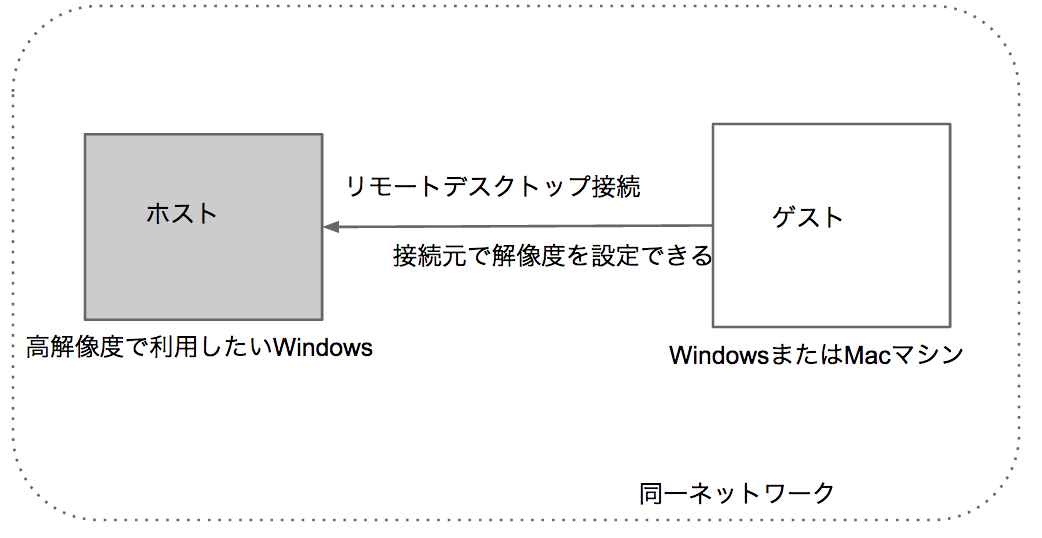 リモートデスクトップ接続
ホスト
ゲスト
接続元で解像度を設定できる
高解像度で利用したいWindows
WindowsまたはMacマシン
同一ネットワーク